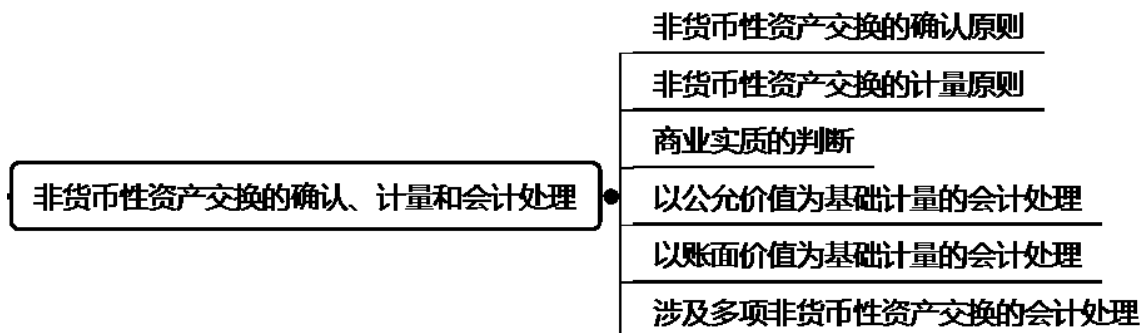 非货币性资产交换的确认、计量和会计处理
非货币性资产交换的确认原则
非货币性资产交换的计量原则
商业实质的判断
以公允价值为基础计量的会计处理
以账面价值为基础计量的会计处理
涉及多项非货币性资产交换的会计处理